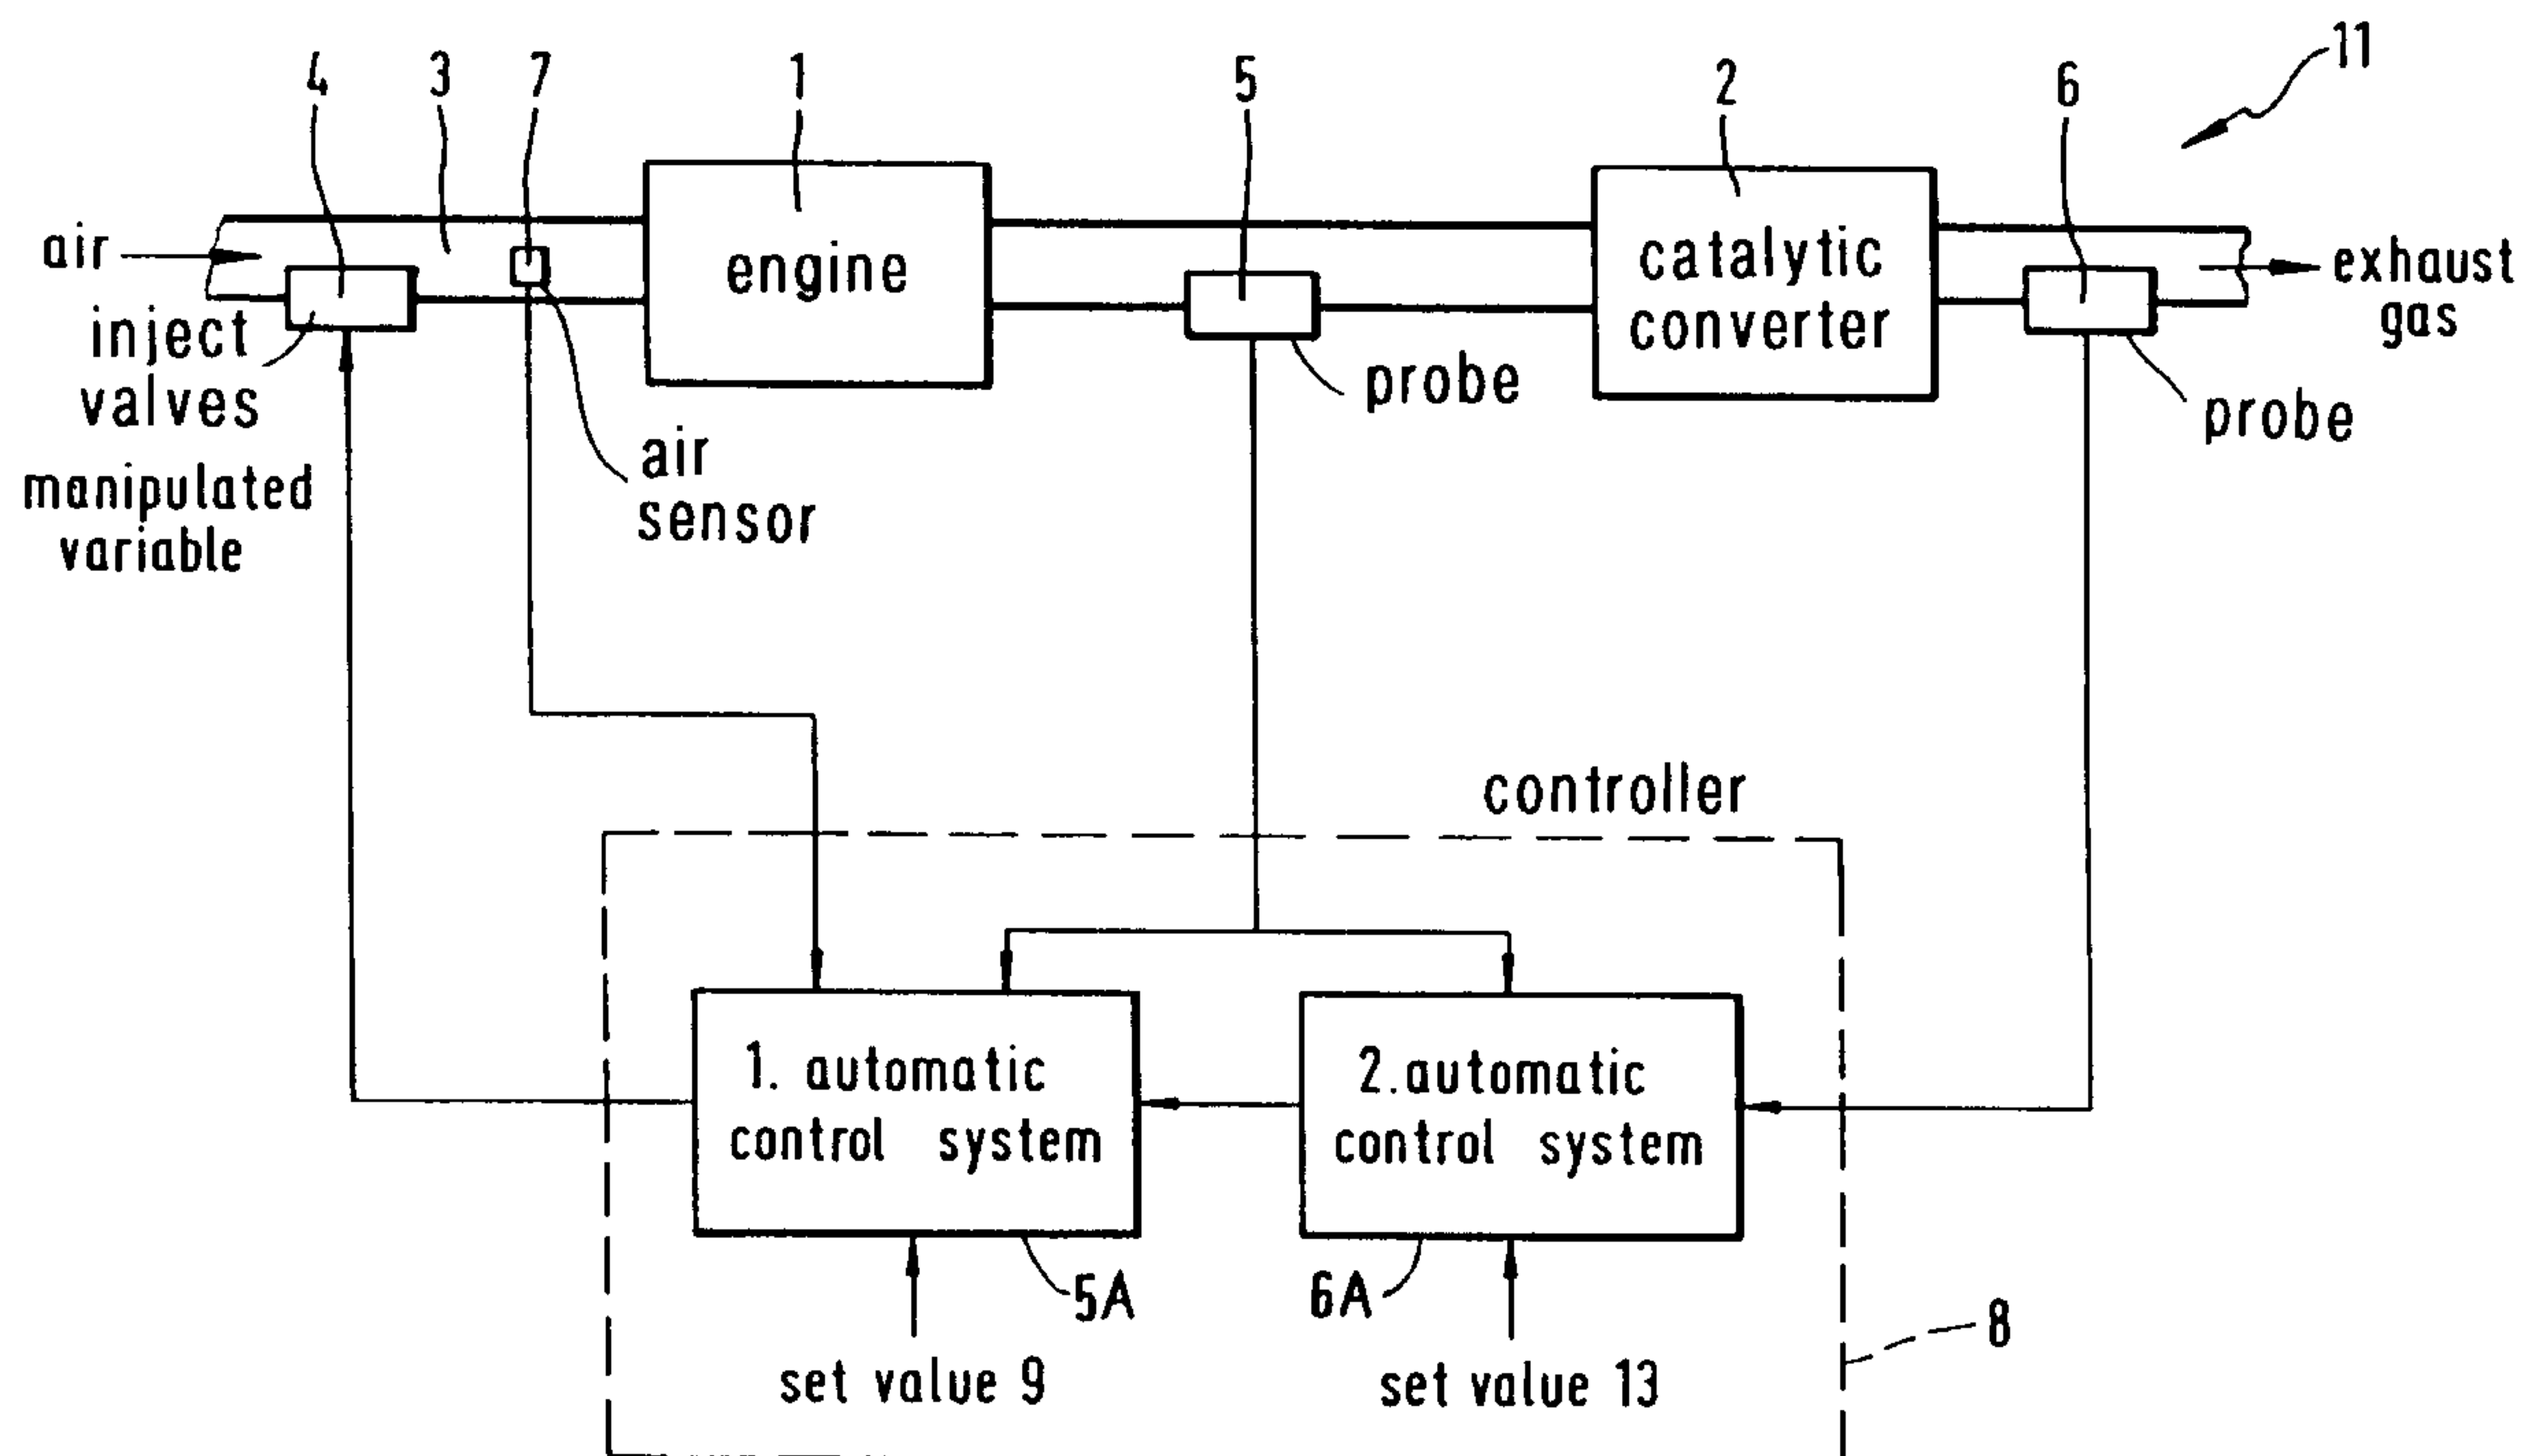 4
3
7
1
5
2
6
11
air
engine
catalytic
converter
exhaust
gas
inject
valves
probe
probe
air
sensor
manipulated
variable
controller
1. automatic
control system
2. automatic
control system
5A
6A
8
set value 9
set value 13